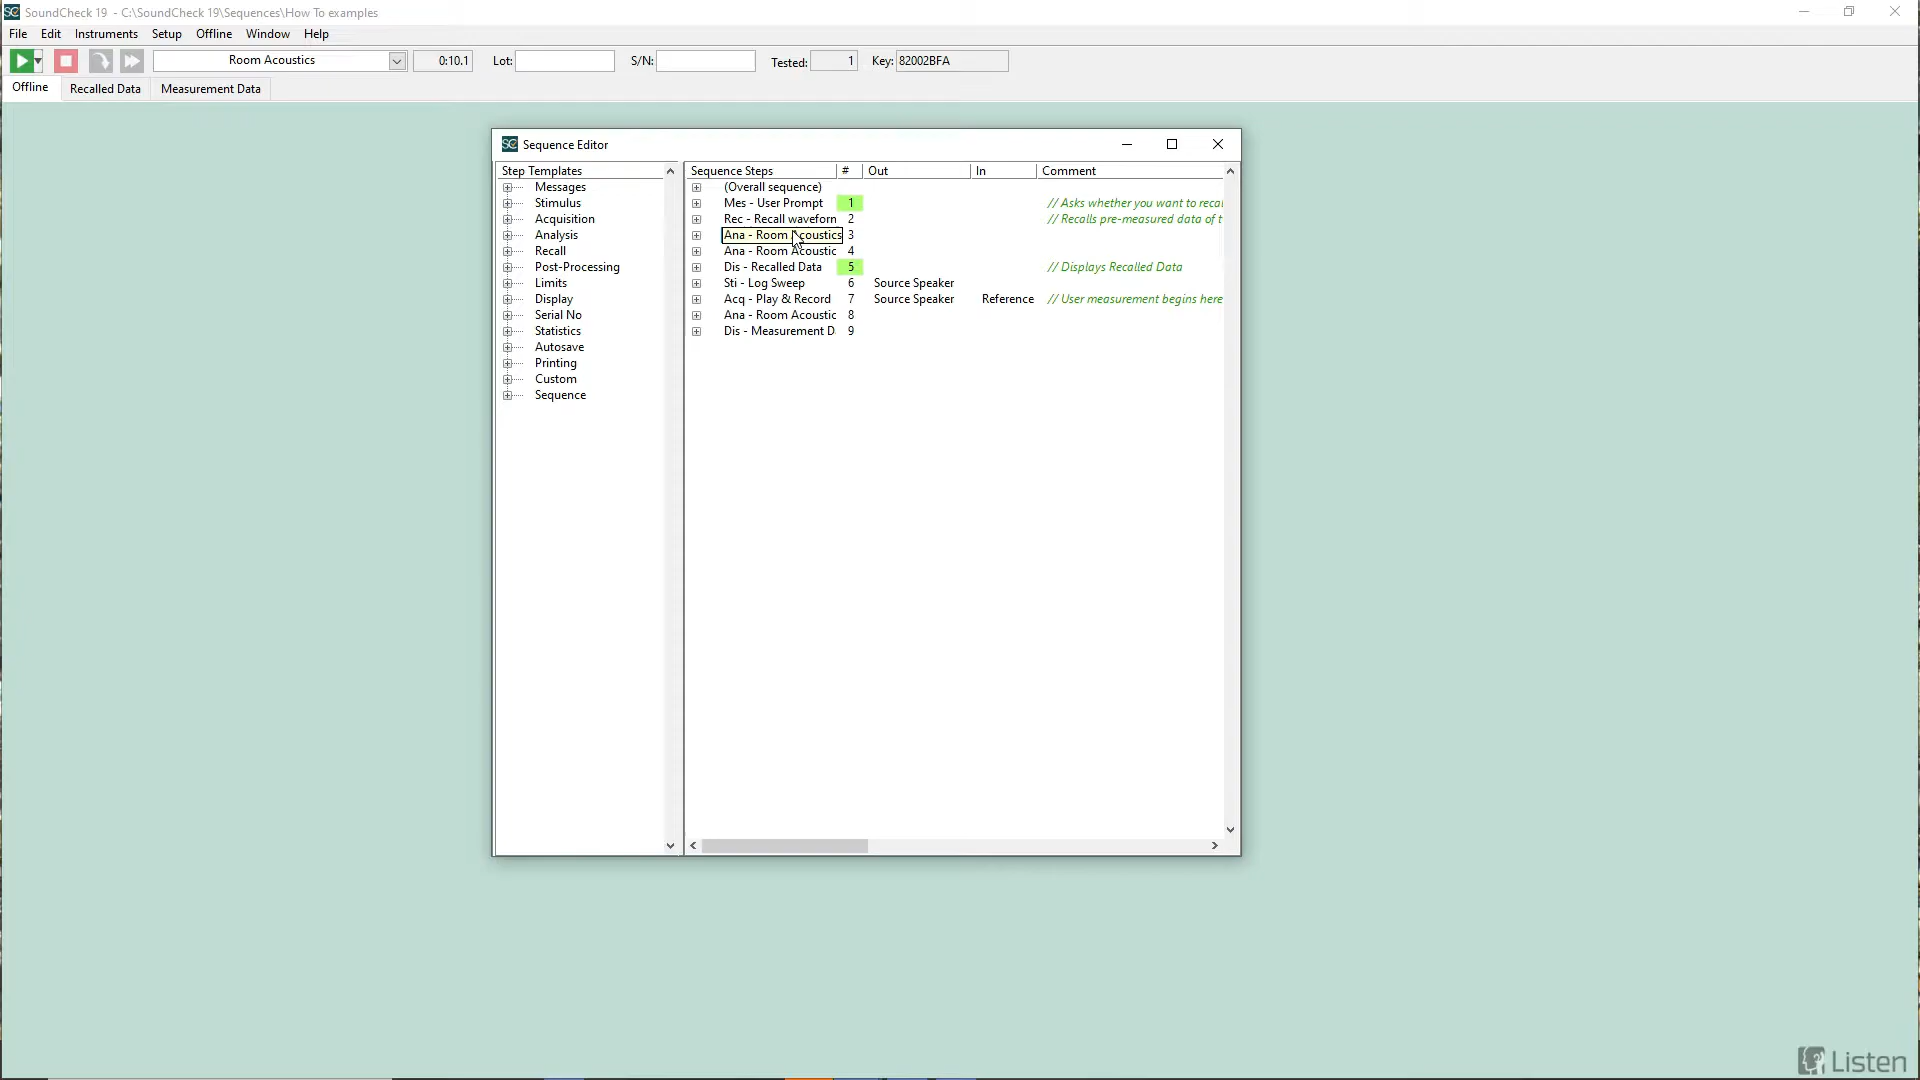 SoundCheck 19 - C:\SoundCheck 19\Sequences\How To examples
File Edit Instruments Setup Offline Window Help
Room Acoustics 0:10.1 Lot: S/N: Tested: 1 Key: 82002BFA
Offline Recalled Data Measurement Data
Sequence Editor
Step Templates
Messages
Stimulus
Acquisition
Analysis
Recall
Post-Processing
Limits
Display
Serial No
Statistics
Autosave
Printing
Custom
Sequence
Sequence Steps # Out In Comment
(Overall sequence)
Mes - User Prompt 1 // Asks whether you want to recal
Rec - Recall waveforn 2 // Recalls pre-measured data of t
Ana - Room Acoustics 3
Ana - Room Acoustic 4
Dis - Recalled Data 5 // Displays Recalled Data
Sti - Log Sweep 6 Source Speaker
Acq - Play & Record 7 Source Speaker Reference // User measurement begins here
Ana - Room Acoustic 8
Dis - Measurement D 9
Listen